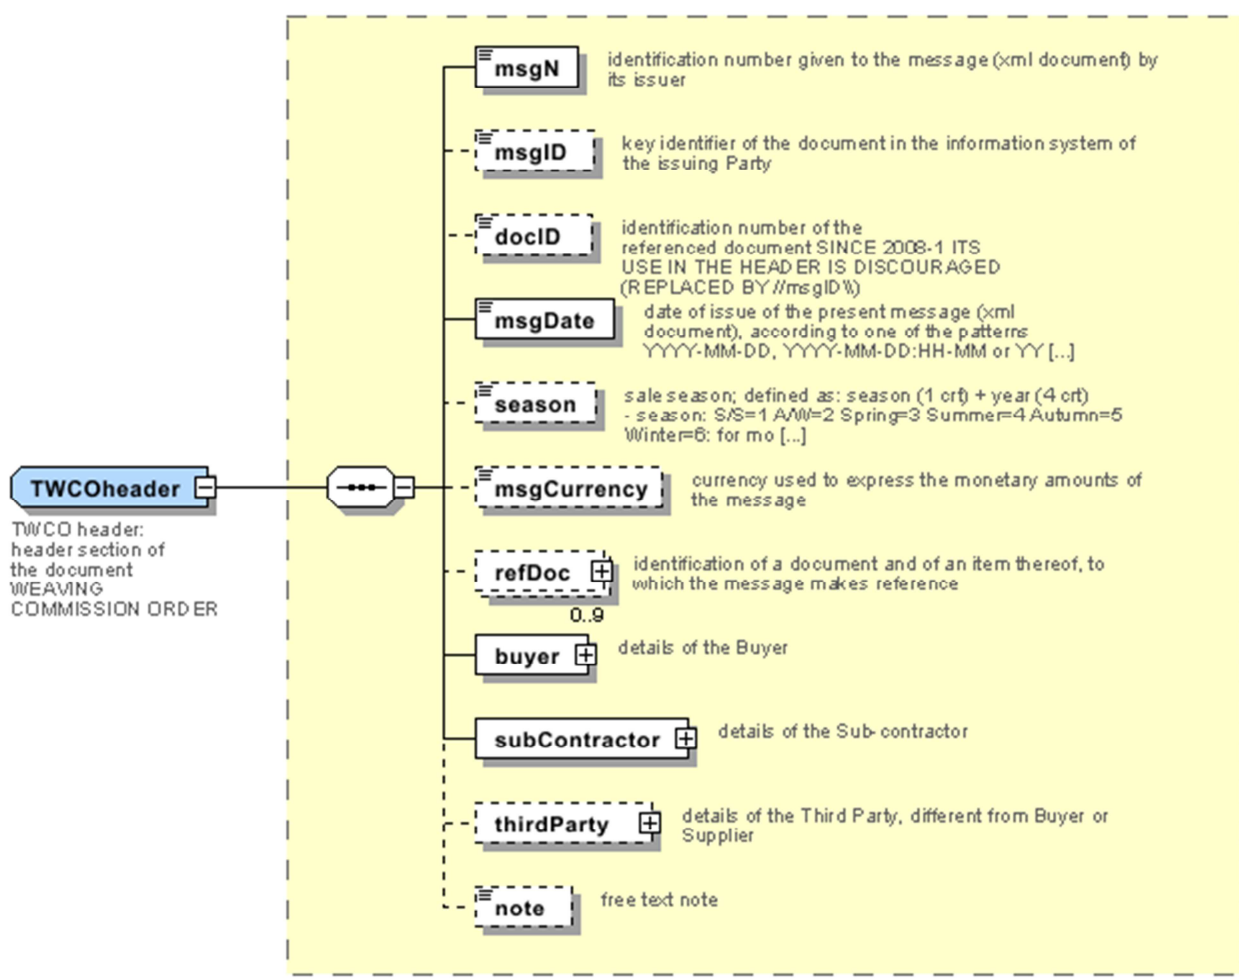 msgN
identification number given to the message (xml document) by
its issuer
msgID
key identifier of the document in the information system of
the issuing Party
docID
identification number of the
referenced document SINCE 2008-1 ITS
USE IN THE HEADER IS DISCOURAGED
(REPLACED BY //msgID\\)
msgDate
date of issue of the present message (xml
document), according to one of the patterns
YYYY-MM-DD, YYYY-MM-DD:HH-MM or YY [...]
season
sale season; defined as: season (1 crt) + year (4 crt)
- season: S/S=1 A/W=2 Spring=3 Summer=4 Autumn=5
Winter=6: for mo [...]
TWCOheader
TWCO header:
header section of
the document
WEAVING
COMMISSION ORDER
msgCurrency
currency used to express the monetary amounts of
the message
refDoc
0..9
identification of a document and of an item thereof, to
which the message makes reference
buyer
details of the Buyer
subContractor
details of the Sub-contractor
thirdParty
details of the Third Party, different from Buyer or
Supplier
note
free text note